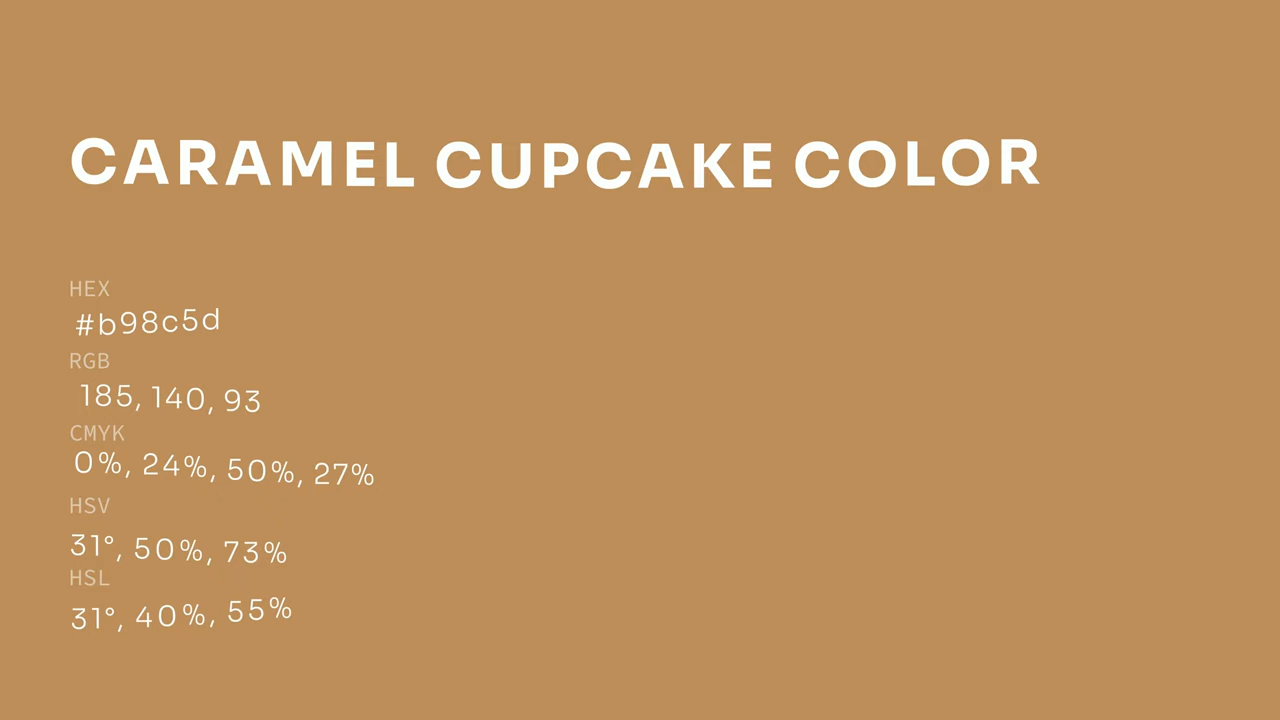 CARAMEL CUPCAKE COLOR
HEX
#b98c5d
RGB
185, 140, 93
CMYK
0%, 24%, 50%, 27%
HSV
31°, 50%, 73%
HSL
31°, 40%, 55%